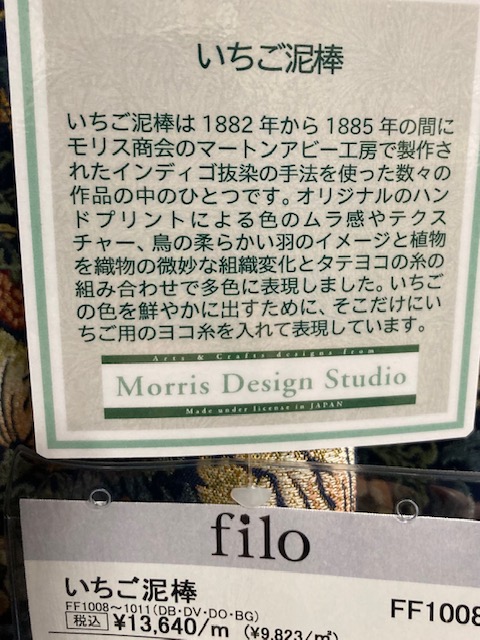 いちご泥棒
いちご泥棒は 1882 年から 1885 年の間に
モリス商会のマートンアビー工房で製作さ
れたインディゴ抜染の手法を使った数々の
作品の中のひとつです。オリジナルのハン
ドプリントによる色のムラ感やテクス
チャー、鳥の柔らかい羽のイメージと植物
を織物の微妙な組織変化とタテヨコの糸の
組み合わせで多色に表現しました。いちご
の色を鮮やかに出すために、そこだけにい
ちご用のヨコ糸を入れて表現しています。
Arts & Crafts designs from
Morris Design Studio
Made under license in JAPAN
filo
いちご泥棒
FF1008～1011(DB・DV・DO・BG)
FF1008
税込 ¥13,640/m (¥9,823/㎡)